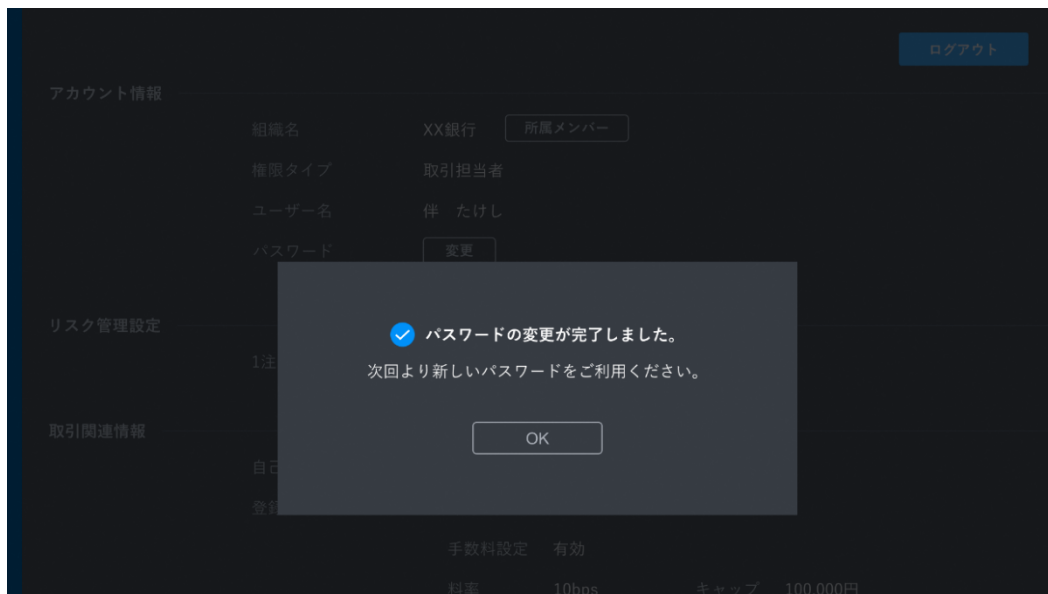 ログアウト
アカウント情報
組織名 XX銀行 所属メンバー
権限タイプ 取引担当者
ユーザー名 伴 たけし
パスワード 変更
リスク管理設定
1注
パスワードの変更が完了しました。
次回より新しいパスワードをご利用ください。
OK
取引関連情報
自己
登録
手数料設定 有効
料率 10bps キャップ 100,000円